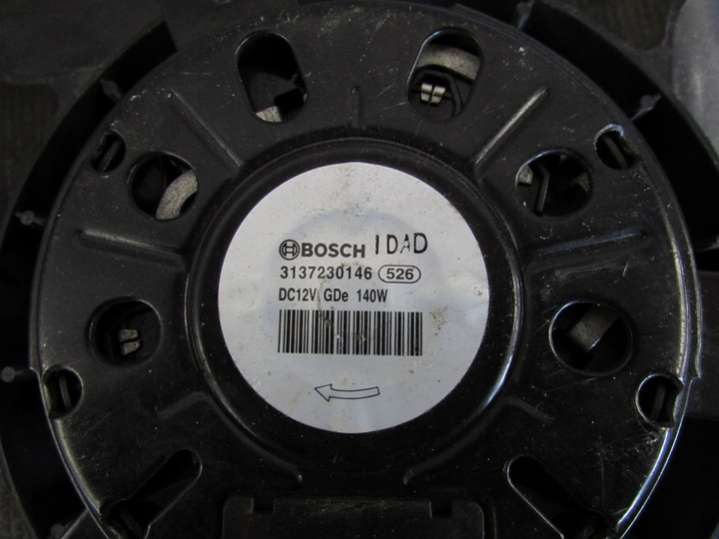 BOSCH IDAD
3137230146 526
DC12V GDe 140W